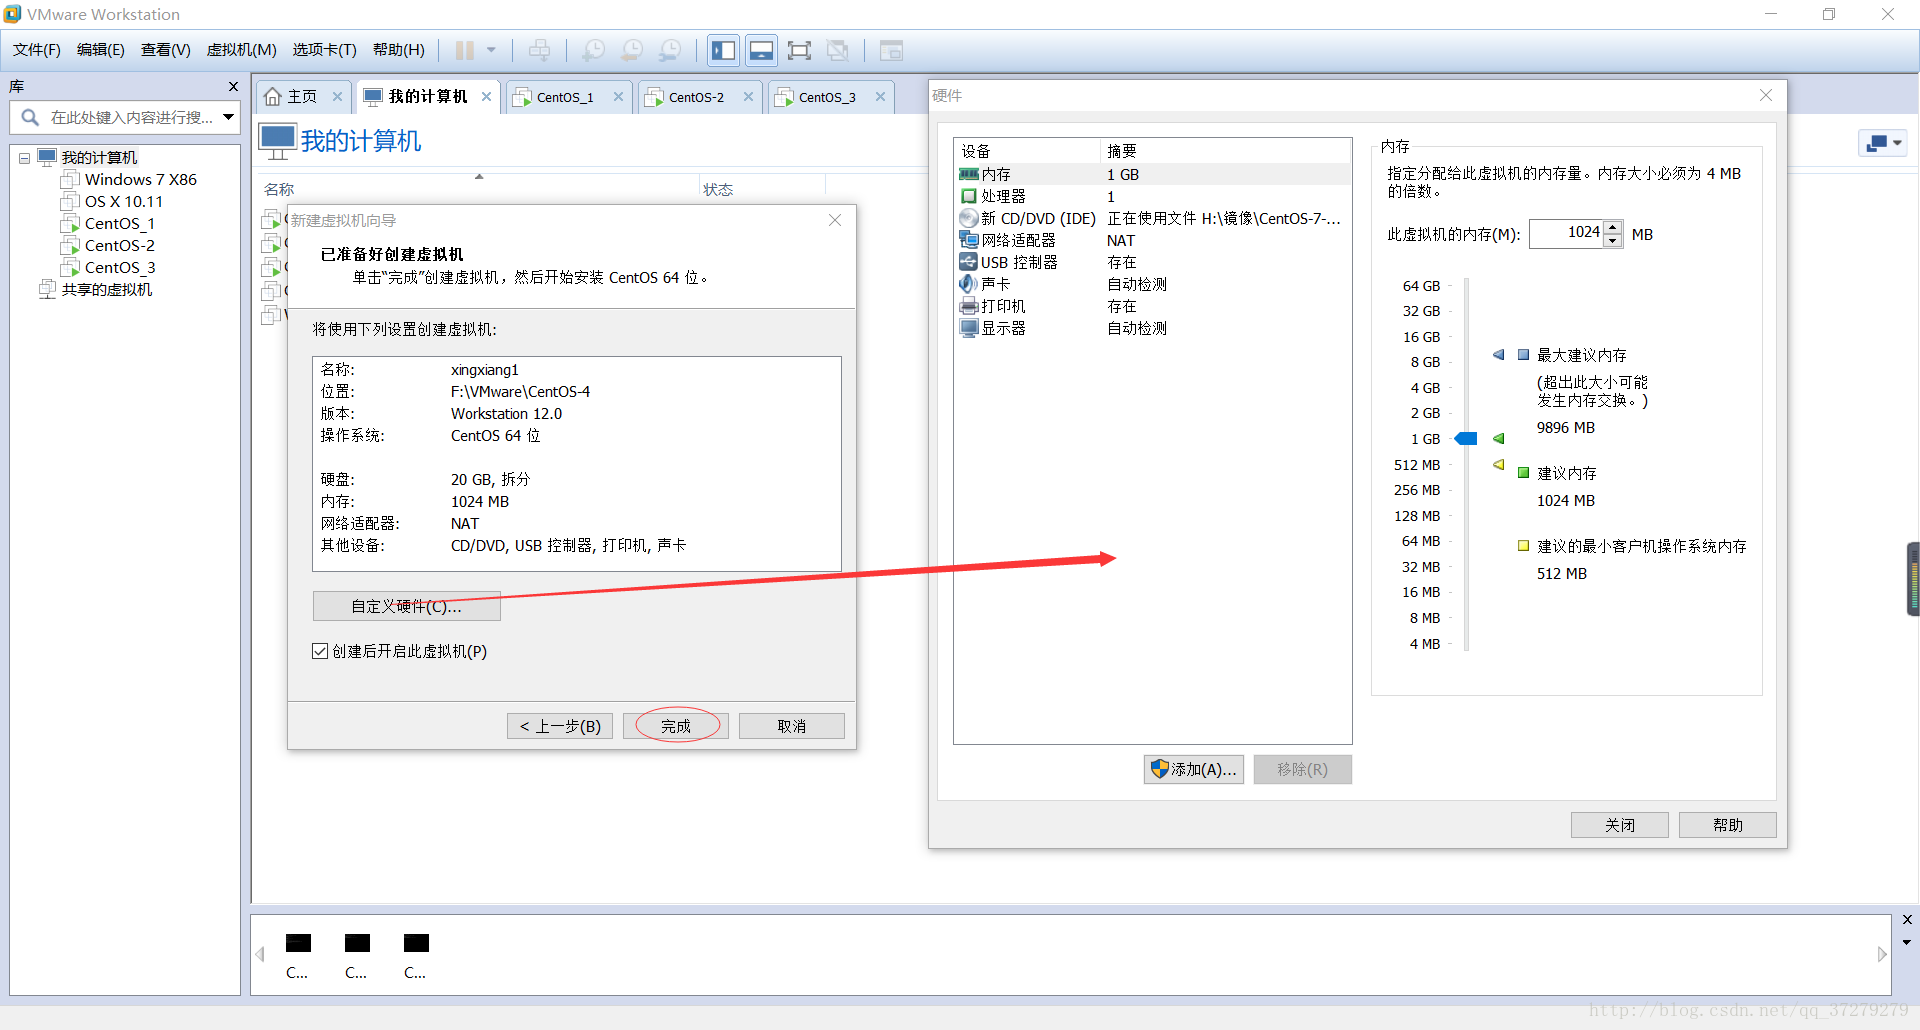 VMware Workstation
文件(F) 编辑(E) 查看(V) 虚拟机(M) 选项卡(T) 帮助(H)
库
在此处键入内容进行搜...
我的计算机
Windows 7 X86
OS X 10.11
CentOS_1
CentOS-2
CentOS_3
共享的虚拟机
主页 我的计算机 CentOS_1 CentOS-2 CentOS_3
我的计算机
名称 状态
新建虚拟机向导
已准备好创建虚拟机
单击“完成”创建虚拟机，然后开始安装 CentOS 64 位。
将使用下列设置创建虚拟机:
名称: xingxiang1
位置: F:\VMware\CentOS-4
版本: Workstation 12.0
操作系统: CentOS 64 位
硬盘: 20 GB, 拆分
内存: 1024 MB
网络适配器: NAT
其他设备: CD/DVD, USB 控制器, 打印机, 声卡
自定义硬件(C)...
创建后开启此虚拟机(P)
< 上一步(B) 完成 取消
硬件
设备 摘要
内存 1 GB
处理器 1
新 CD/DVD (IDE) 正在使用文件 H:\镜像\CentOS-7-...
网络适配器 NAT
USB 控制器 存在
声卡 自动检测
打印机 存在
显示器 自动检测
添加(A)... 移除(R)
内存
指定分配给此虚拟机的内存量。内存大小必须为 4 MB
的倍数。
此虚拟机的内存(M): 1024 MB
64 GB
32 GB
16 GB
8 GB
4 GB
2 GB
1 GB
512 MB
256 MB
128 MB
64 MB
32 MB
16 MB
8 MB
4 MB
最大建议内存
(超出此大小可能
发生内存交换。)
9896 MB
建议内存
1024 MB
建议的最小客户机操作系统内存
512 MB
关闭 帮助
C... C... C...
http://blog.csdn.net/qq_37279279